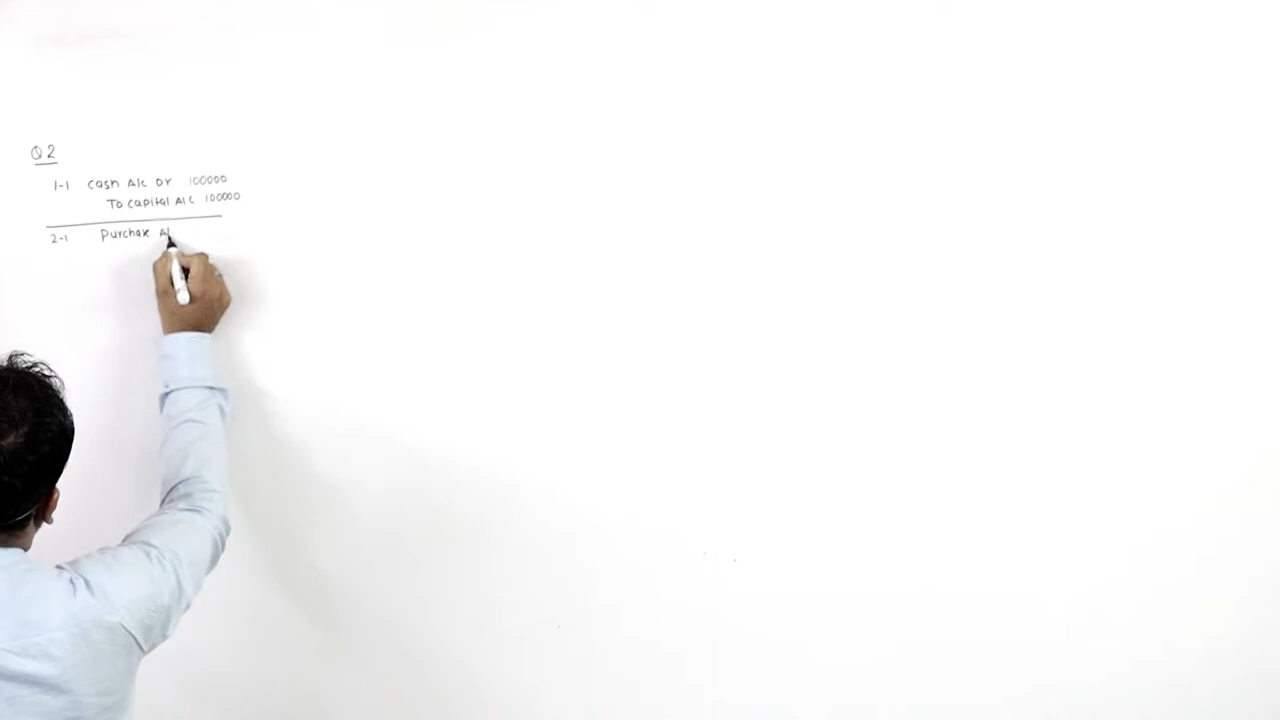 Q2
1-1 Cash A/c Dr 100000
To Capital A/c 100000
2-1 Purchase A/